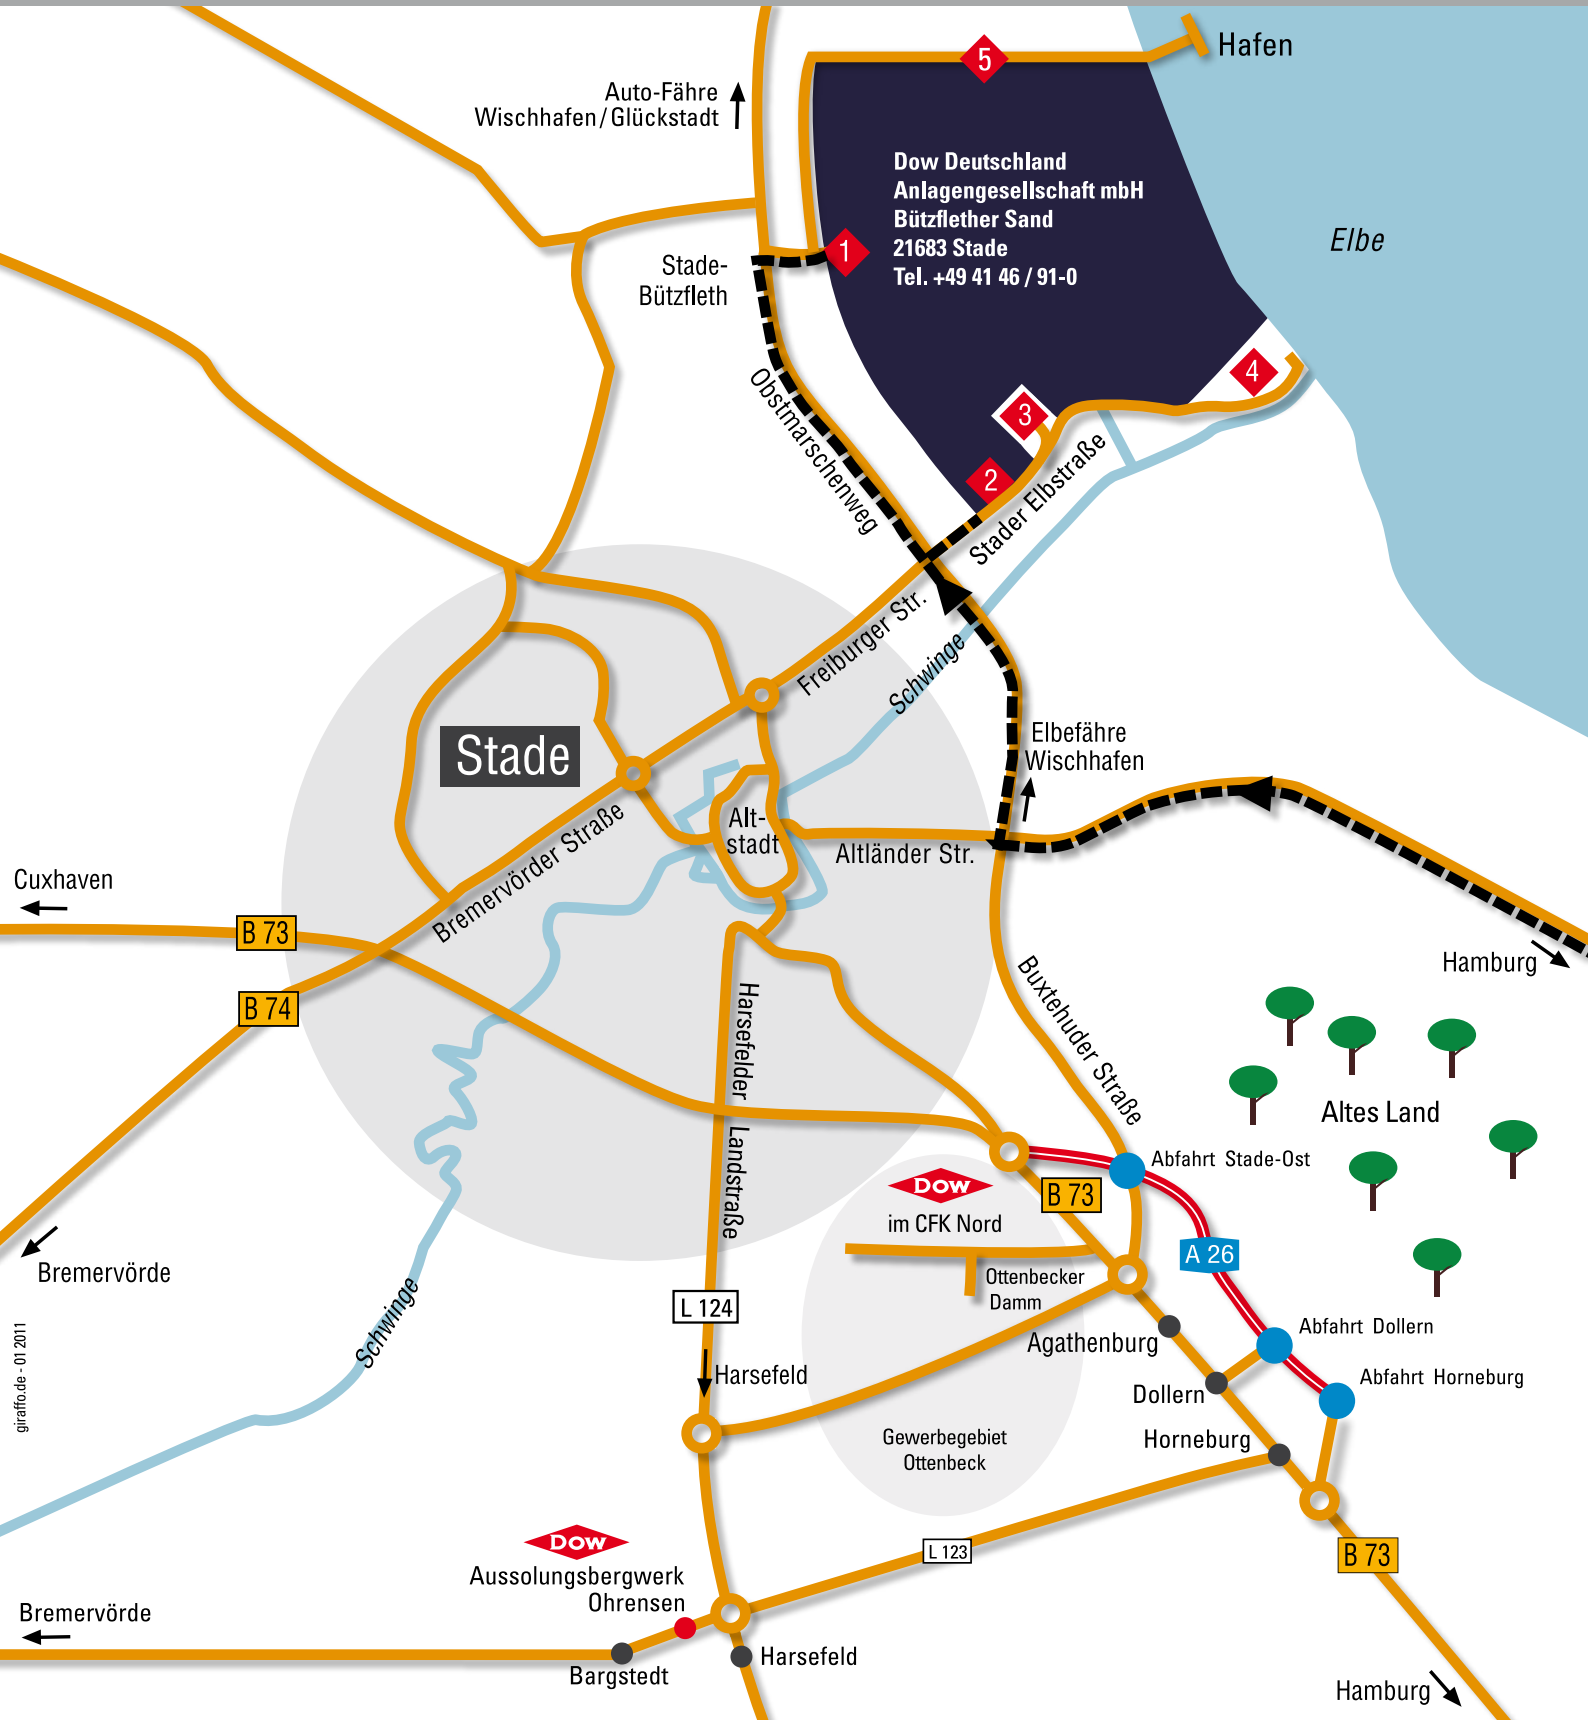 Hafen
5
Auto-Fähre
Wischhafen/Glückstadt
Dow Deutschland
Anlagengesellschaft mbH
Bützflether Sand
21683 Stade
Tel. +49 41 46 / 91-0
Elbe
1
Stade-
Bützfleth
4
3
2
Obstmarschenweg
Stader Elbstraße
Freiburger Str.
Schwinge
Stade
Elbefähre
Wischhafen
Alt-
stadt
Altländer Str.
Bremervörder Straße
Cuxhaven
B 73
B 74
Hamburg
Buxtehuder Straße
Harsefelder Landstraße
Altes Land
Abfahrt Stade-Ost
Dow
im CFK Nord
B 73
A 26
Bremervörde
Ottenbecker
Damm
Schwinge
L 124
Agathenburg
Abfahrt Dollern
Harsefeld
Dollern
Abfahrt Horneburg
giraffo.de - 01 2011
Gewerbegebiet
Ottenbeck
Horneburg
Dow
Aussolungsbergwerk
Ohrensen
L 123
B 73
Bremervörde
Bargstedt
Harsefeld
Hamburg